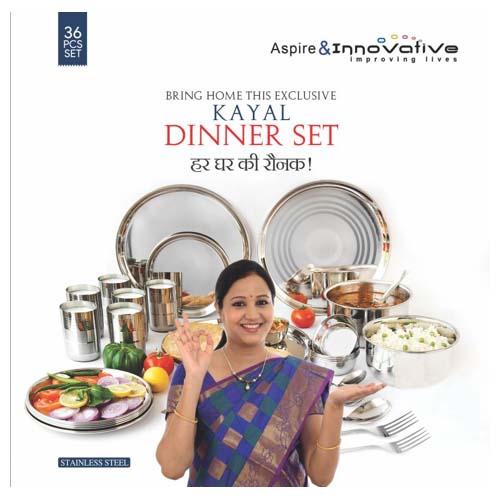 36
PCS
SET
Aspire & Innovative
improving lives
BRING HOME THIS EXCLUSIVE
KAYAL
DINNER SET
हर घर की रौनक!
STAINLESS STEEL